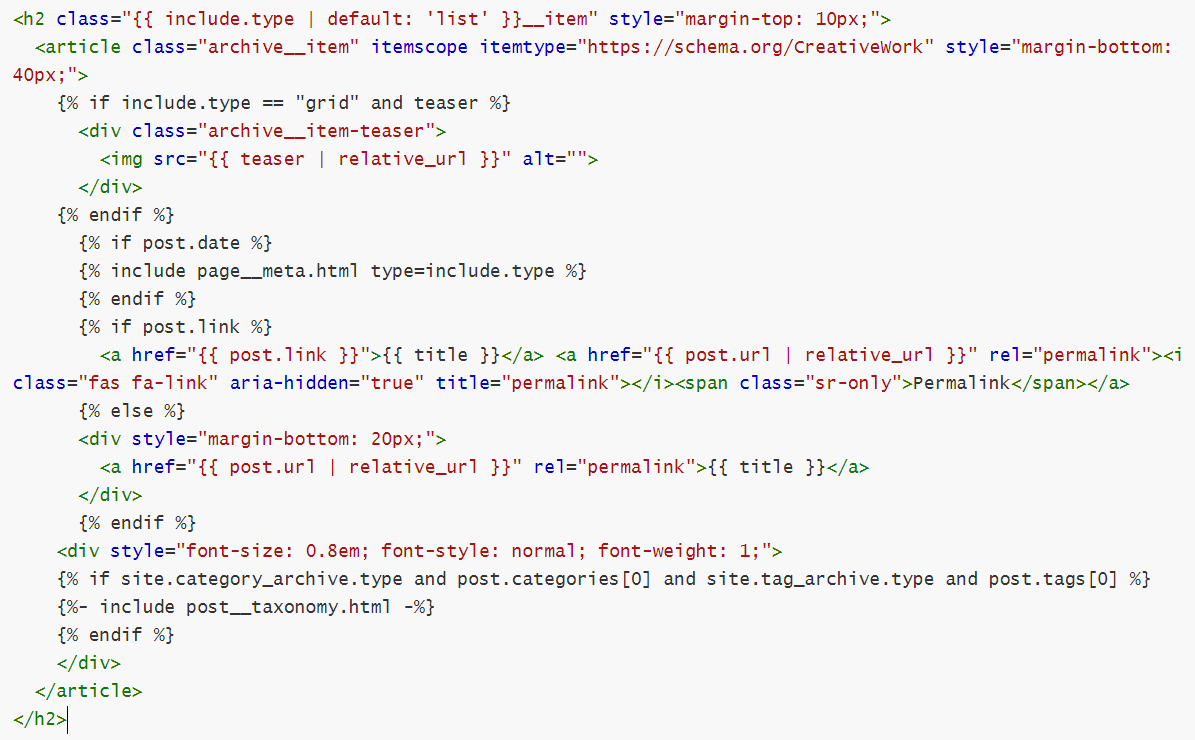 <h2 class="{{ include.type | default: 'list' }}__item" style="margin-top: 10px;">
  <article class="archive__item" itemscope itemtype="https://schema.org/CreativeWork" style="margin-bottom:
40px;">
    {% if include.type == "grid" and teaser %}
      <div class="archive__item-teaser">
        <img src="{{ teaser | relative_url }}" alt="">
      </div>
    {% endif %}
      {% if post.date %}
      {% include page__meta.html type=include.type %}
      {% endif %}
      {% if post.link %}
        <a href="{{ post.link }}">{{ title }}</a> <a href="{{ post.url | relative_url }}" rel="permalink"><i
class="fas fa-link" aria-hidden="true" title="permalink"></i><span class="sr-only">Permalink</span></a>
      {% else %}
      <div style="margin-bottom: 20px;">
        <a href="{{ post.url | relative_url }}" rel="permalink">{{ title }}</a>
      </div>
      {% endif %}
    <div style="font-size: 0.8em; font-style: normal; font-weight: 1;">
    {% if site.category_archive.type and post.categories[0] and site.tag_archive.type and post.tags[0] %}
    {%- include post__taxonomy.html -%}
    {% endif %}
    </div>
  </article>
</h2>